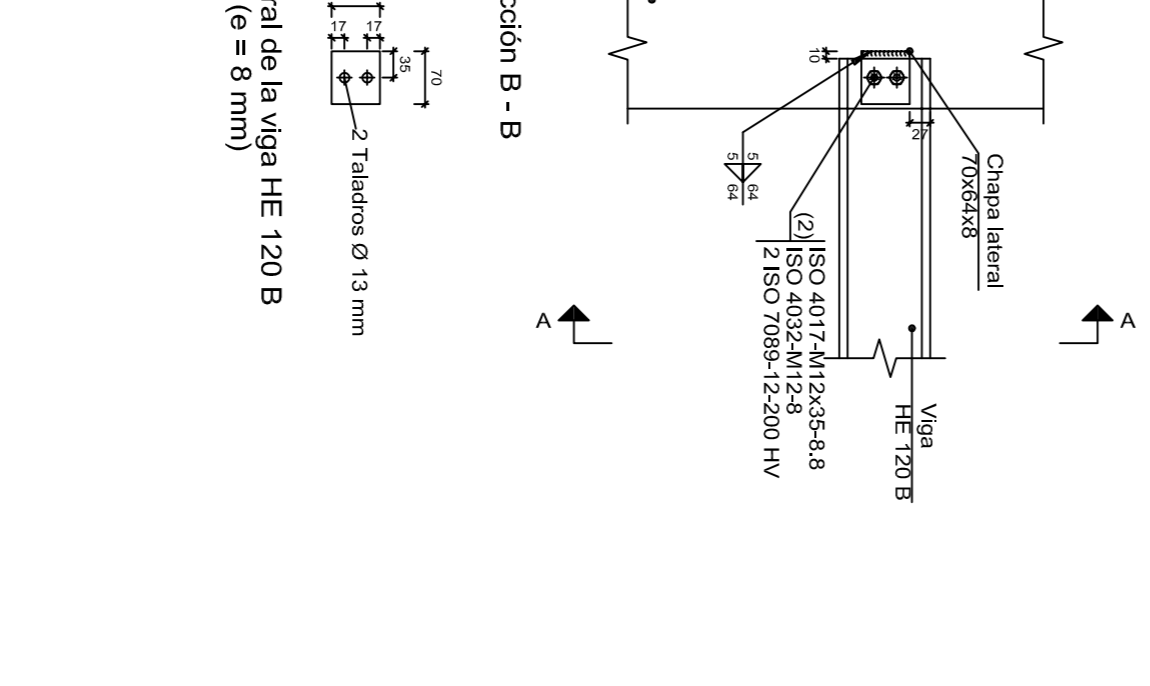 17
17
35
70
2 Taladros Ø 13 mm
ral de la viga HE 120 B
(e = 8 mm)
cción B - B
10
27
5
64
5
64
Chapa lateral
70x64x8
(2)
ISO 4017-M12x35-8.8
ISO 4032-M12-8
2 ISO 7089-12-200 HV
A
A
Viga
HE 120 B